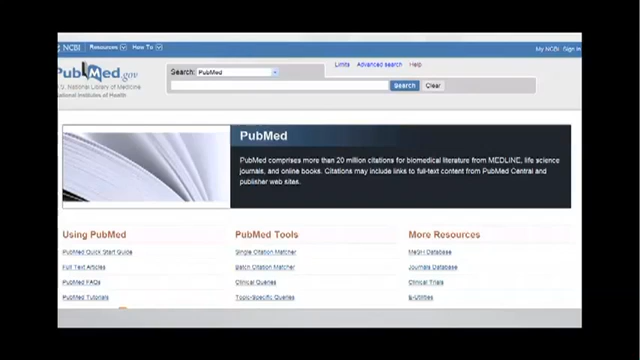 NCBI Resources How To My NCBI Sign In
PubMed.gov
U.S. National Library of Medicine
National Institutes of Health
Search: PubMed
Limits Advanced search Help
Search Clear
PubMed
PubMed comprises more than 20 million citations for biomedical literature from MEDLINE, life science
journals, and online books. Citations may include links to full-text content from PubMed Central and
publisher web sites.
Using PubMed
PubMed Quick Start Guide
Full Text Articles
PubMed FAQs
PubMed Tutorials
PubMed Tools
Single Citation Matcher
Batch Citation Matcher
Clinical Queries
Topic-Specific Queries
More Resources
MeSH Database
Journals Database
Clinical Trials
E-Utilities